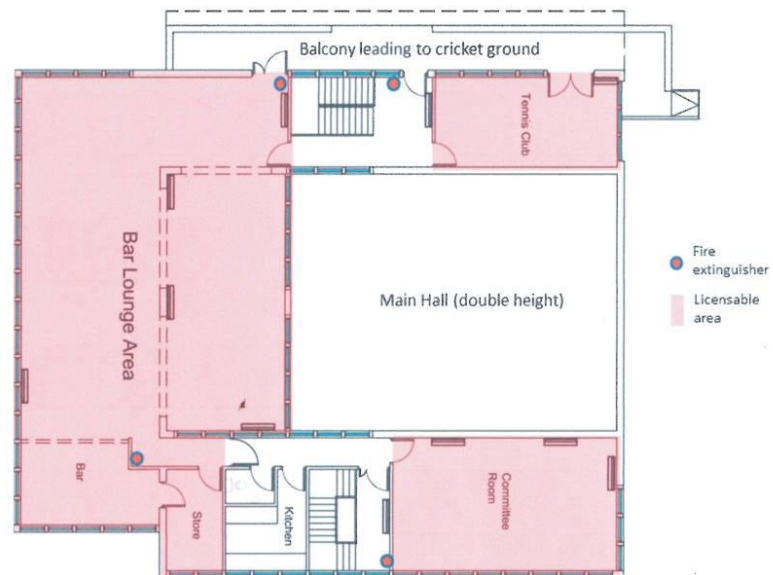 Balcony leading to cricket ground
Tennis Club
Bar Lounge Area
Main Hall (double height)
Fire
extinguisher
Licensable
area
Bar
Store
Kitchen
Committee
Room